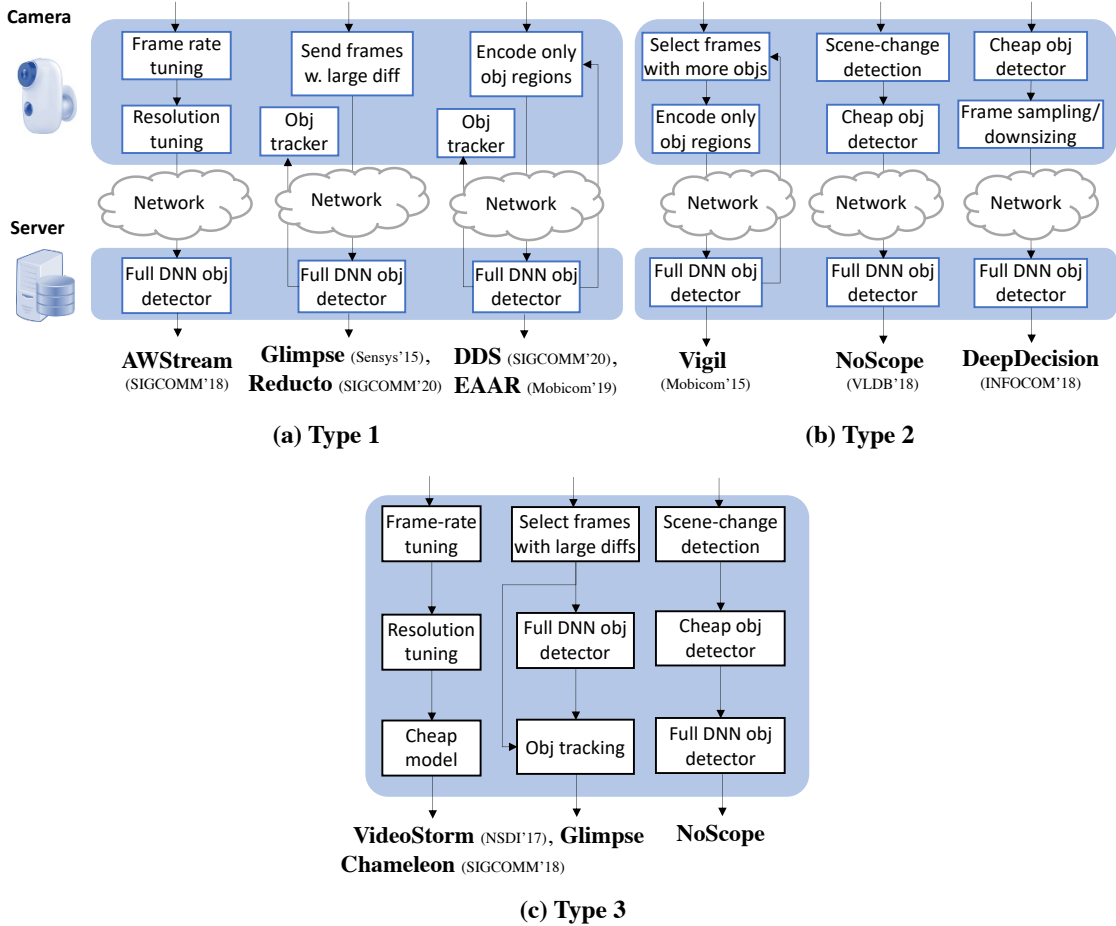 Camera
Frame rate
tuning
Resolution
tuning
Network
Full DNN obj
detector
AWStream
(SIGCOMM'18)
Send frames
w. large diff
Obj
tracker
Network
Full DNN obj
detector
Glimpse (Sensys'15),
Reducto (SIGCOMM'20)
Encode only
obj regions
Obj
tracker
Network
Full DNN obj
detector
DDS (SIGCOMM'20),
EAAR (Mobicom'19)
Server
(a) Type 1
Select frames
with more objs
Encode only
obj regions
Network
Full DNN obj
detector
Vigil
(Mobicom'15)
Scene-change
detection
Cheap obj
detector
Network
Full DNN obj
detector
NoScope
(VLDB'18)
Cheap obj
detector
Frame sampling/
downsizing
Network
Full DNN obj
detector
DeepDecision
(INFOCOM'18)
(b) Type 2
Frame-rate
tuning
Resolution
tuning
Cheap
model
VideoStorm (NSDI'17),
Chameleon (SIGCOMM'18)
Select frames
with large diffs
Full DNN obj
detector
Obj tracking
Glimpse
Scene-change
detection
Cheap obj
detector
Full DNN obj
detector
NoScope
(c) Type 3